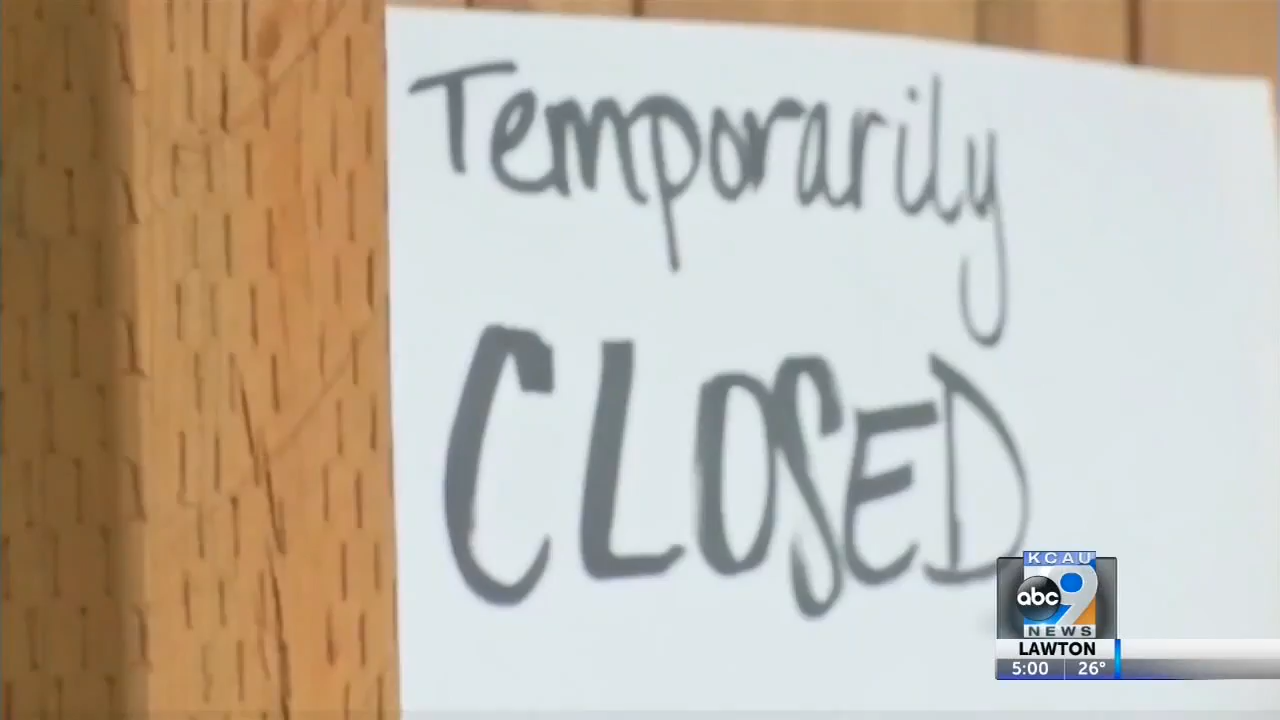 Temporarily
CLOSED
KCAU
abc 9
NEWS
LAWTON
5:00 26°